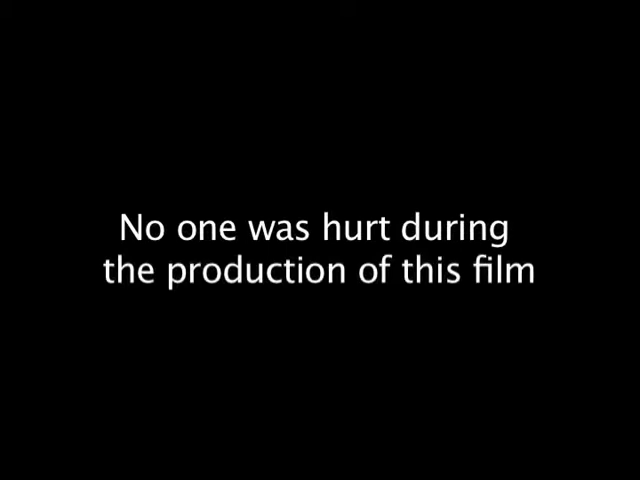 No one was hurt during
the production of this film